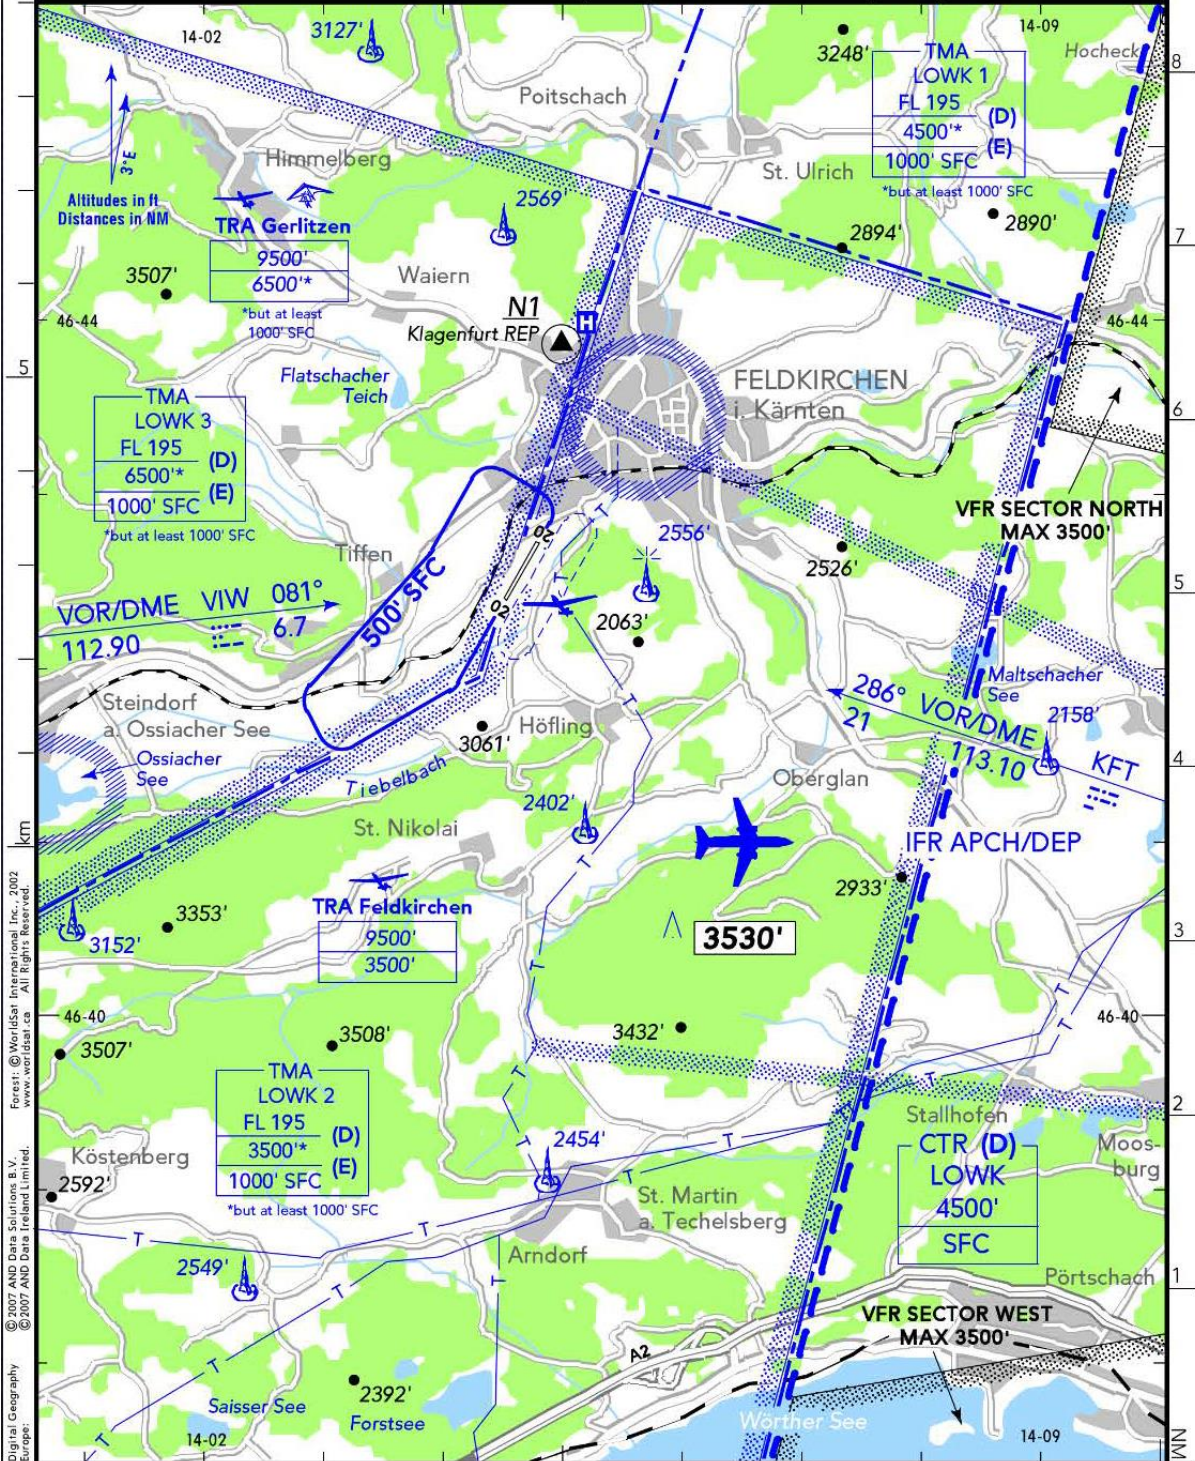 14-02
3127'
3248'
14-09
Hocheck
8
TMA
LOWK 1
FL 195
4500'* (D)
1000' SFC (E)
*but at least 1000' SFC
Poitschach
Himmelberg
St. Ulrich
3°E
Altitudes in ft
Distances in NM
TRA Gerlitzen
9500'
6500'*
*but at least
1000' SFC
2569'
2894'
2890'
7
3507'
Waiern
46-44
N1
Klagenfurt REP
H
46-44
5
Flatschacher
Teich
FELDKIRCHEN
i. Kärnten
6
TMA
LOWK 3
FL 195
6500'* (D)
1000' SFC (E)
*but at least 1000' SFC
VFR SECTOR NORTH
MAX 3500'
Tiffen
500' SFC
20
02
T
T
2556'
2526'
5
VOR/DME VIW 081°
112.90 6.7
2063'
T
Maltschacher
See
Steindorf
a. Ossiacher See
Ossiacher
See
3061'
Höfling
286° VOR/DME
21 113.10 KFT
2158'
4
Tiebelbach
T
Oberglan
2402'
St. Nikolai
km
T
IFR APCH/DEP
TRA Feldkirchen
9500'
3500'
2933'
3353'
3152'
3530'
3
T
T
T
T
46-40
46-40
3507'
3508'
3432'
T
T
TMA
LOWK 2
FL 195
3500'* (D)
1000' SFC (E)
*but at least 1000' SFC
Stallhofen
2
Köstenberg
2592'
2454'
T
T
T
CTR (D)
LOWK
4500'
SFC
Moos-
burg
St. Martin
a. Techelsberg
T
Arndorf
2549'
T
T
Pörtschach
1
VFR SECTOR WEST
MAX 3500'
A2
T
2392'
Saisser See
Forstsee
T
Wörther See
14-02
14-09
NM
Forest: © WorldSat International Inc., 2002
www.worldsat.ca All Rights Reserved.
© 2007 AND Data Solutions B.V.
© 2007 AND Data Ireland Limited.
Digital Geography
Europe: